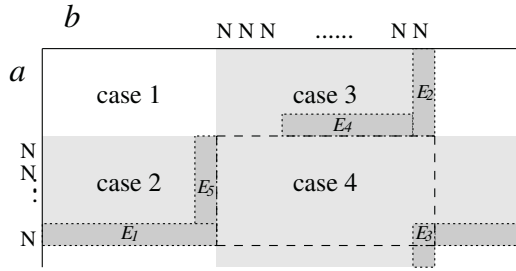 b
N N N ...... N N
a
case 1
case 3
E2
E4
N
N
case 2
E5
case 4
N
E1
E3